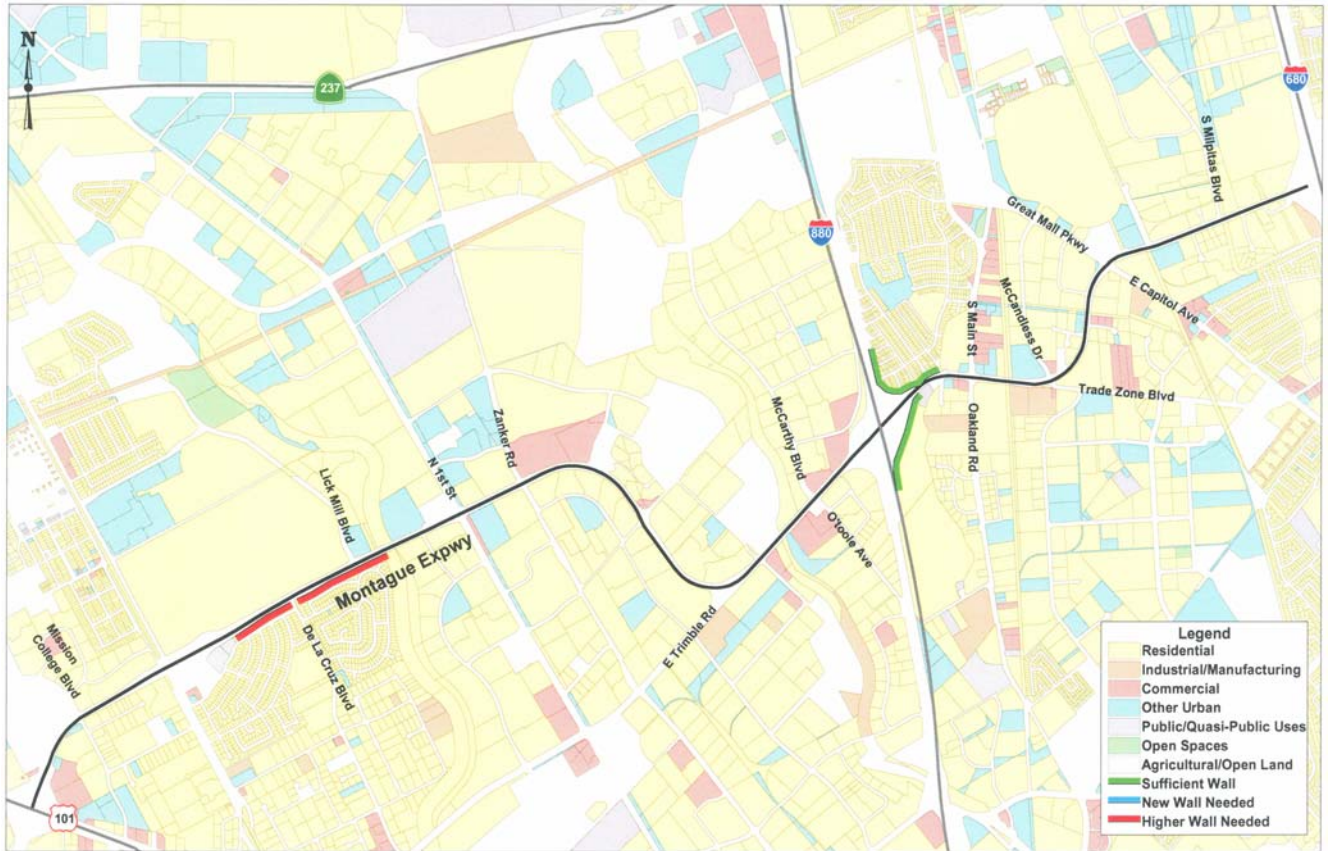 N
237
680
S Milpitas Blvd
880
Great Mall Pkwy
E Capitol Ave
McCandless Dr
S Main St
Trade Zone Blvd
Oakland Rd
McCarthy Blvd
Zanker Rd
N 1st St
Lick Mill Blvd
O'toole Ave
Montague Expwy
E Trimble Rd
De La Cruz Blvd
Mission
College Blvd
101
Legend
Residential
Industrial/Manufacturing
Commercial
Other Urban
Public/Quasi-Public Uses
Open Spaces
Agricultural/Open Land
Sufficient Wall
New Wall Needed
Higher Wall Needed